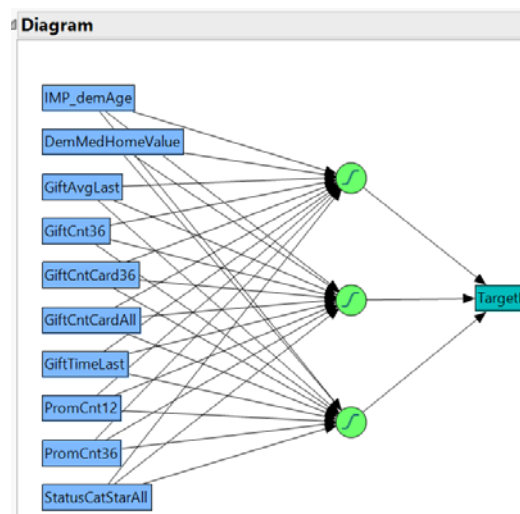 Diagram
IMP_demAge
DemMedHomeValue
GiftAvgLast
GiftCnt36
GiftCntCard36
GiftCntCardAll
GiftTimeLast
PromCnt12
PromCnt36
StatusCatStarAll